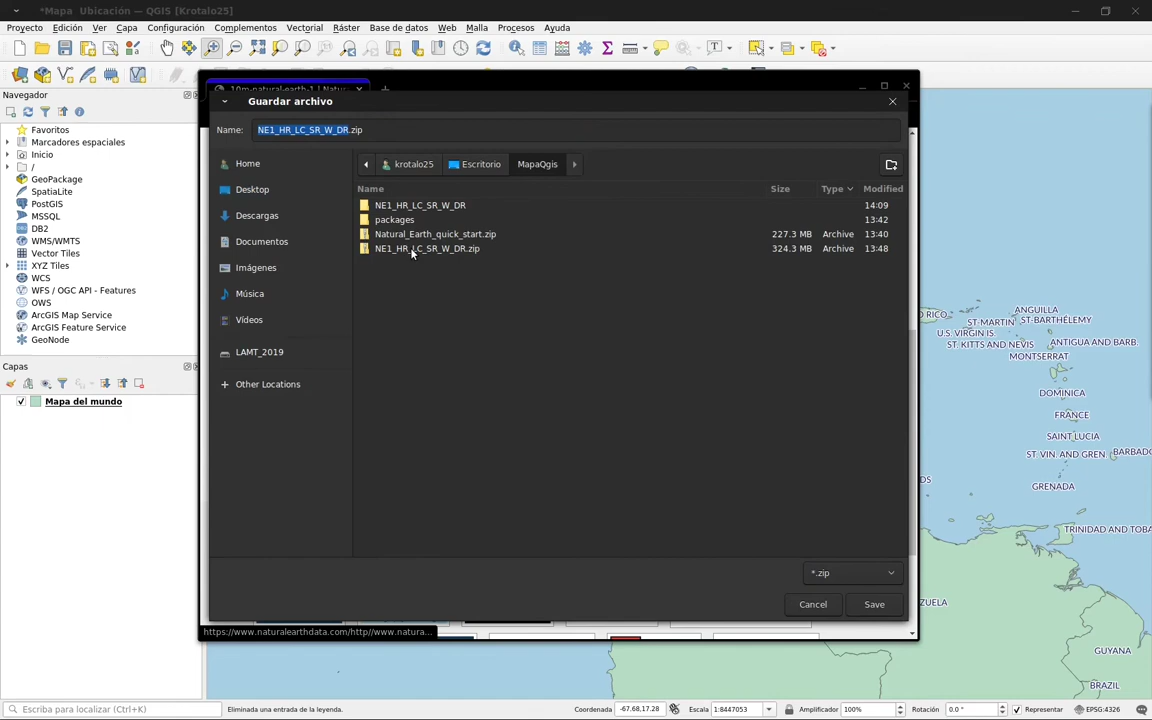 *Mapa Ubicación — QGIS [Krotalo25]
Proyecto Edición Ver Capa Configuración Complementos Vectorial Ráster Base de datos Web Malla Procesos Ayuda
Navegador
Favoritos
Marcadores espaciales
Inicio
/
GeoPackage
SpatiaLite
PostGIS
MSSQL
DB2
WMS/WMTS
Vector Tiles
XYZ Tiles
WCS
WFS / OGC API - Features
OWS
ArcGIS Map Service
ArcGIS Feature Service
GeoNode
Capas
Mapa del mundo
Guardar archivo
Name: NE1_HR_LC_SR_W_DR.zip
Home
Desktop
Descargas
Documentos
Imágenes
Música
Vídeos
LAMT_2019
Other Locations
krotalo25 Escritorio MapaQgis
Name Size Type Modified
NE1_HR_LC_SR_W_DR 14:09
packages 13:42
Natural_Earth_quick_start.zip 227.3 MB Archive 13:40
NE1_HR_LC_SR_W_DR.zip 324.3 MB Archive 13:48
*.zip
Cancel Save
https://www.naturalearthdata.com/http//www.natura...
ANGUILLA
ST-MARTIN ST-BARTHÉLEMY
U.S. VIRGIN IS.
ST. KITTS AND NEVIS ANTIGUA AND BARB.
MONTSERRAT
DOMINICA
FRANCE
SAINT LUCIA
ST. VIN. AND GREN. BARBAD
GRENADA
TRINIDAD AND TOBA
GUYANA
BRAZIL
Escriba para localizar (Ctrl+K) Eliminada una entrada de la leyenda. Coordenada -67.68,17.28 Escala 1:8447053 Amplificador 100% Rotación 0.0 ° Representar EPSG:4326